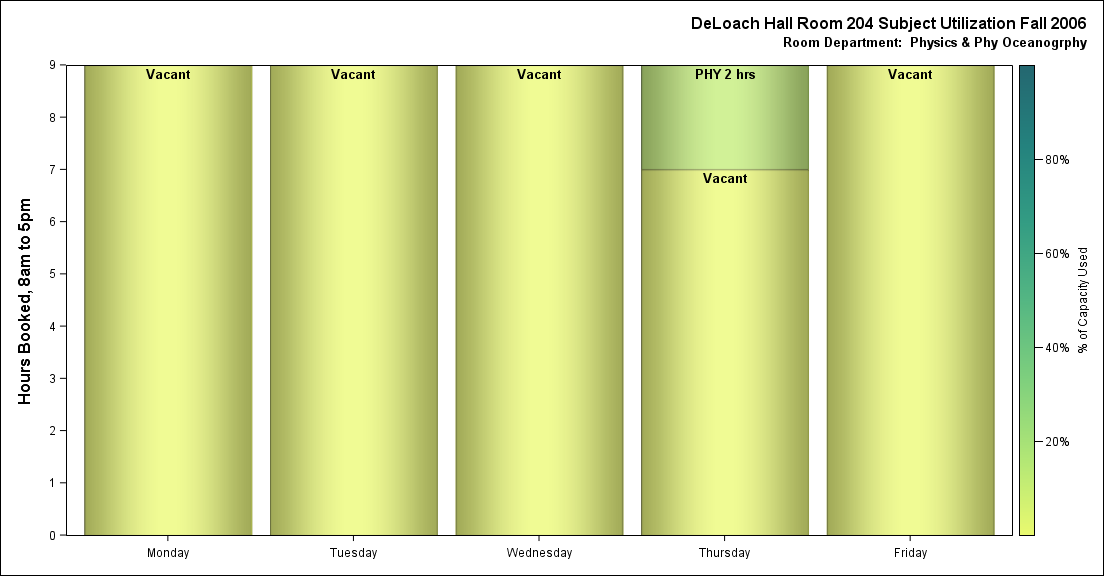 DeLoach Hall Room 204 Subject Utilization Fall 2006
Room Department:  Physics & Phy Oceanogrphy
Hours Booked, 8am to 5pm
9
8
7
6
5
4
3
2
1
0
Vacant
Vacant
Vacant
PHY 2 hrs
Vacant
Vacant
Monday
Tuesday
Wednesday
Thursday
Friday
80%
60%
40%
20%
% of Capacity Used